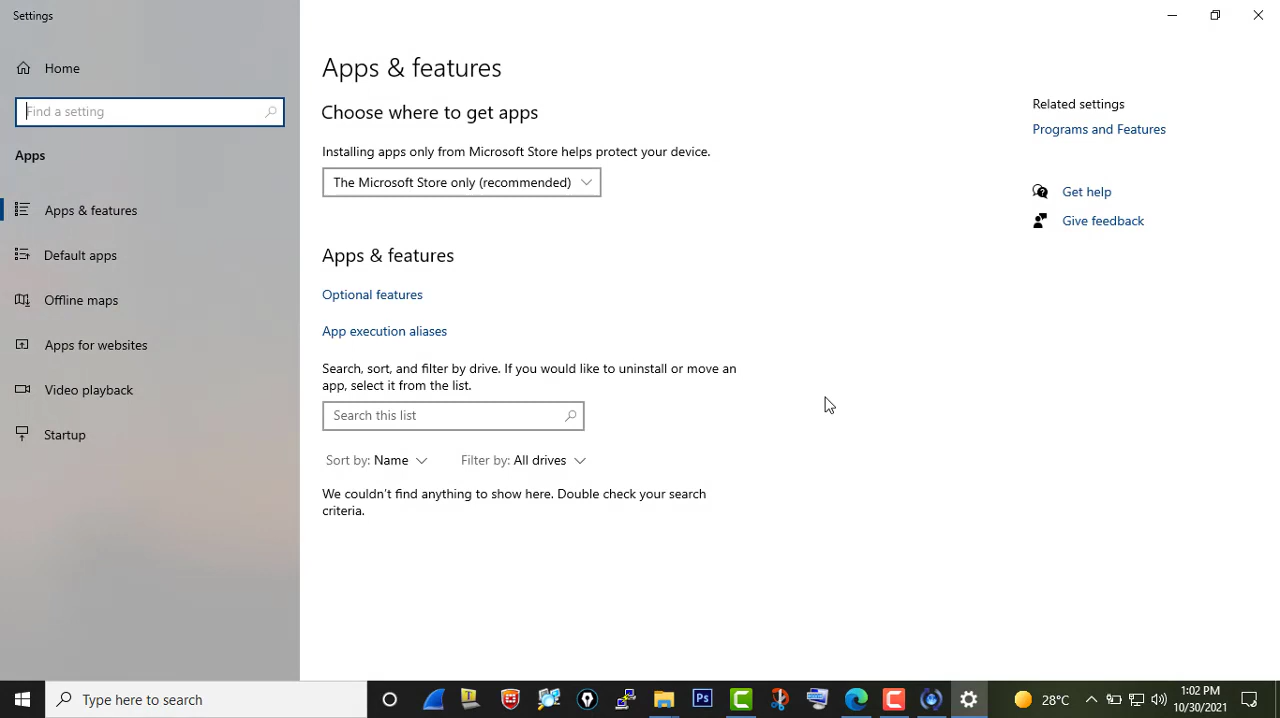 Settings
Home
Find a setting
Apps
Apps & features
Default apps
Offline maps
Apps for websites
Video playback
Startup
Apps & features
Choose where to get apps
Installing apps only from Microsoft Store helps protect your device.
The Microsoft Store only (recommended)
Apps & features
Optional features
App execution aliases
Search, sort, and filter by drive. If you would like to uninstall or move an
app, select it from the list.
Search this list
Sort by: Name Filter by: All drives
We couldn't find anything to show here. Double check your search
criteria.
Related settings
Programs and Features
Get help
Give feedback
Type here to search
Ps
28°C
1:02 PM
10/30/2021